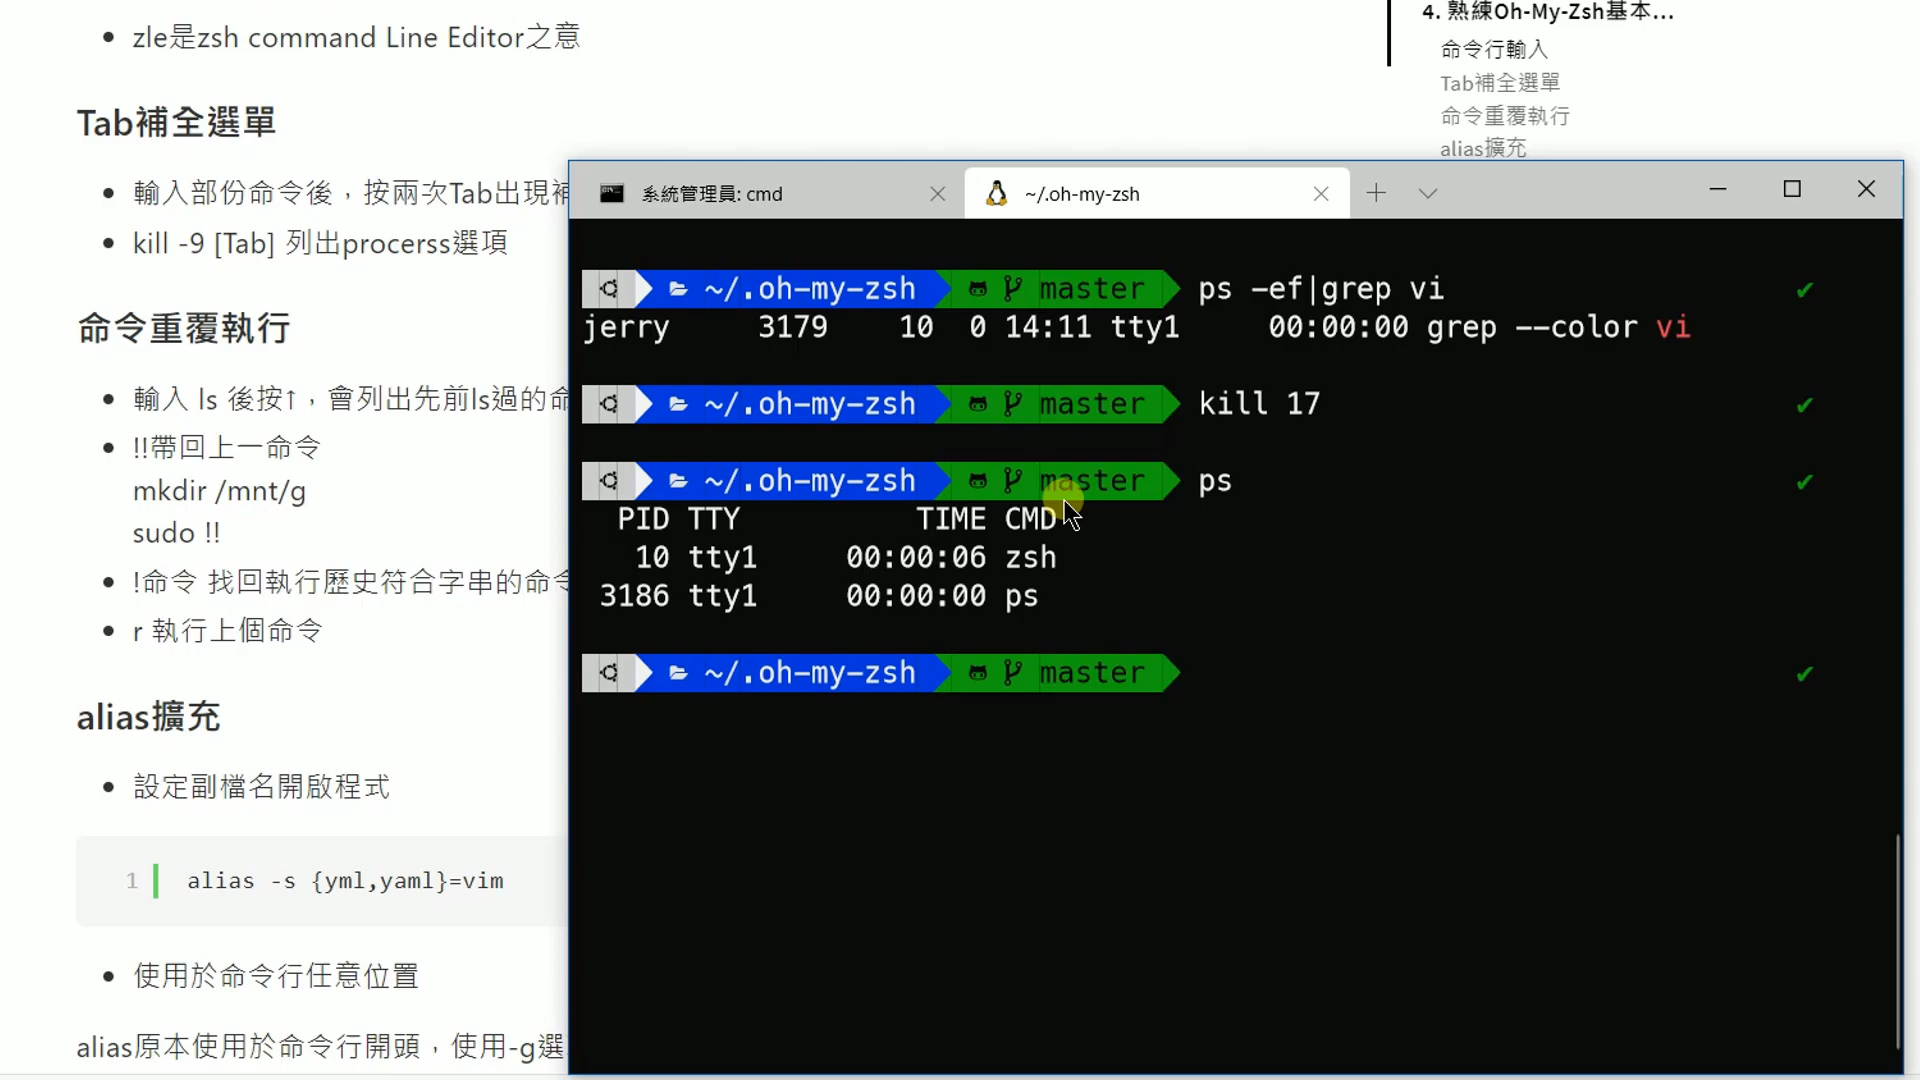 zle是zsh command Line Editor之意
Tab補全選單
輸入部份命令後，按兩次Tab出現補
kill -9 [Tab] 列出procerss選項
命令重覆執行
輸入 ls 後按↑，會列出先前ls過的命
!!帶回上一命令
mkdir /mnt/g
sudo !!
!命令 找回執行歷史符合字串的命令
r 執行上個命令
alias擴充
設定副檔名開啟程式
1 alias -s {yml,yaml}=vim
使用於命令行任意位置
alias原本使用於命令行開頭，使用-g選
4. 熟練Oh-My-Zsh基本...
命令行輸入
Tab補全選單
命令重覆執行
alias擴充
系統管理員: cmd
~/.oh-my-zsh
~/.oh-my-zsh master ps -ef|grep vi ✔
jerry 3179 10 0 14:11 tty1 00:00:00 grep --color vi
~/.oh-my-zsh master kill 17 ✔
~/.oh-my-zsh master ps ✔
PID TTY TIME CMD
10 tty1 00:00:06 zsh
3186 tty1 00:00:00 ps
~/.oh-my-zsh master ✔